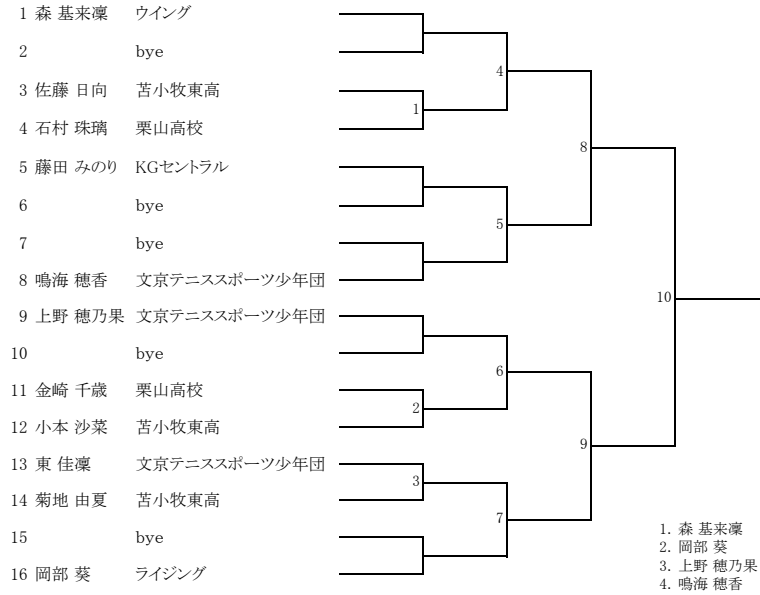 1 森 基来凜 ウイング
2 bye
4
3 佐藤 日向 苫小牧東高
1
4 石村 珠璃 栗山高校
8
5 藤田 みのり KGセントラル
6 bye
5
7 bye
8 鳴海 穂香 文京テニススポーツ少年団
10
9 上野 穂乃果 文京テニススポーツ少年団
10 bye
6
11 金崎 千歳 栗山高校
2
12 小本 沙菜 苫小牧東高
9
13 東 佳凜 文京テニススポーツ少年団
3
14 菊地 由夏 苫小牧東高
7
15 bye
16 岡部 葵 ライジング
1. 森 基来凜
2. 岡部 葵
3. 上野 穂乃果
4. 鳴海 穂香